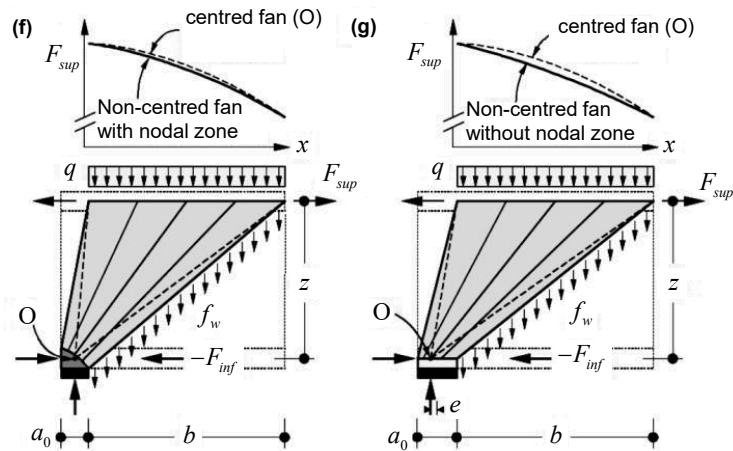 (f)
centred fan (O)
F_sup
Non-centred fan
with nodal zone
x
q
F_sup
z
O
f_w
−F_inf
a_0
b
(g)
centred fan (O)
F_sup
Non-centred fan
without nodal zone
x
q
F_sup
z
O
f_w
−F_inf
e
a_0
b